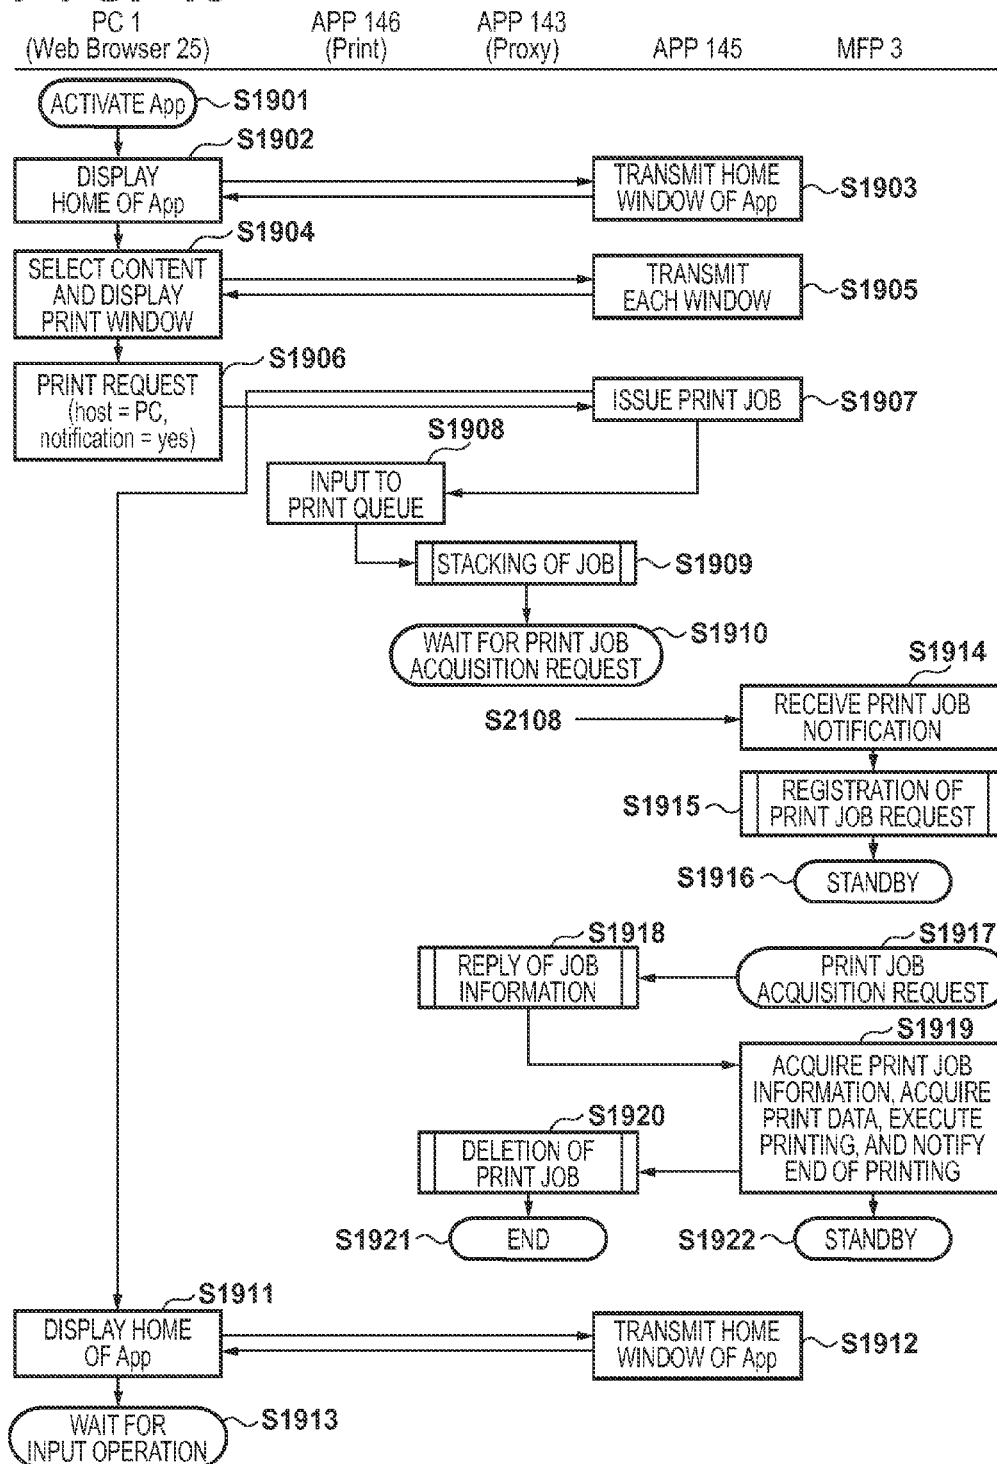 PC 1
(Web Browser 25)
APP 146
(Print)
APP 143
(Proxy)
APP 145
MFP 3
ACTIVATE App
S1901
S1902
DISPLAY
HOME OF App
TRANSMIT HOME
WINDOW OF App
S1903
S1904
SELECT CONTENT
AND DISPLAY
PRINT WINDOW
TRANSMIT
EACH WINDOW
S1905
S1906
PRINT REQUEST
(host = PC,
notification = yes)
ISSUE PRINT JOB
S1907
S1908
INPUT TO
PRINT QUEUE
STACKING OF JOB
S1909
WAIT FOR PRINT JOB
ACQUISITION REQUEST
S1910
S1914
S2108
RECEIVE PRINT JOB
NOTIFICATION
S1915
REGISTRATION OF
PRINT JOB REQUEST
S1916
STANDBY
S1918
REPLY OF JOB
INFORMATION
S1917
PRINT JOB
ACQUISITION REQUEST
S1919
ACQUIRE PRINT JOB
INFORMATION, ACQUIRE
PRINT DATA, EXECUTE
PRINTING, AND NOTIFY
END OF PRINTING
S1920
DELETION OF
PRINT JOB
S1921
END
S1922
STANDBY
S1911
DISPLAY HOME
OF App
TRANSMIT HOME
WINDOW OF App
S1912
WAIT FOR
INPUT OPERATION
S1913